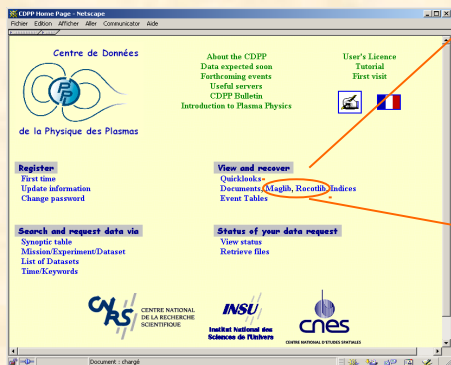 CDPP Home Page - Netscape
Fichier Edition Afficher Aller Communicator Aide
Centre de Données
de la Physique des Plasmas
About the CDPP
Data expected soon
Forthcoming events
Useful servers
CDPP Bulletin
Introduction to Plasma Physics
User's Licence
Tutorial
First visit
Register
First time
Update information
Change password
View and recover
Quicklooks
Documents, Maglib, Rocotlib, Indices
Event Tables
Search and request data via
Synoptic table
Mission/Experiment/Dataset
List of Datasets
Time/Keywords
Status of your data request
View status
Retrieve files
CNRS
CENTRE NATIONAL
DE LA RECHERCHE
SCIENTIFIQUE
INSU
Institut National des
Sciences de l'Univers
cnes
CENTRE NATIONAL D'ETUDES SPATIALES
Document : chargé